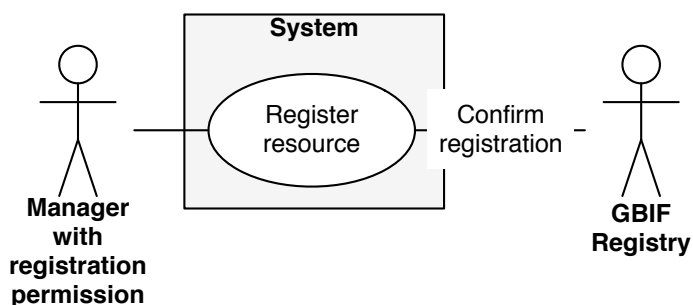 System
Register
resource
Confirm
registration
Manager
with
registration
permission
GBIF
Registry